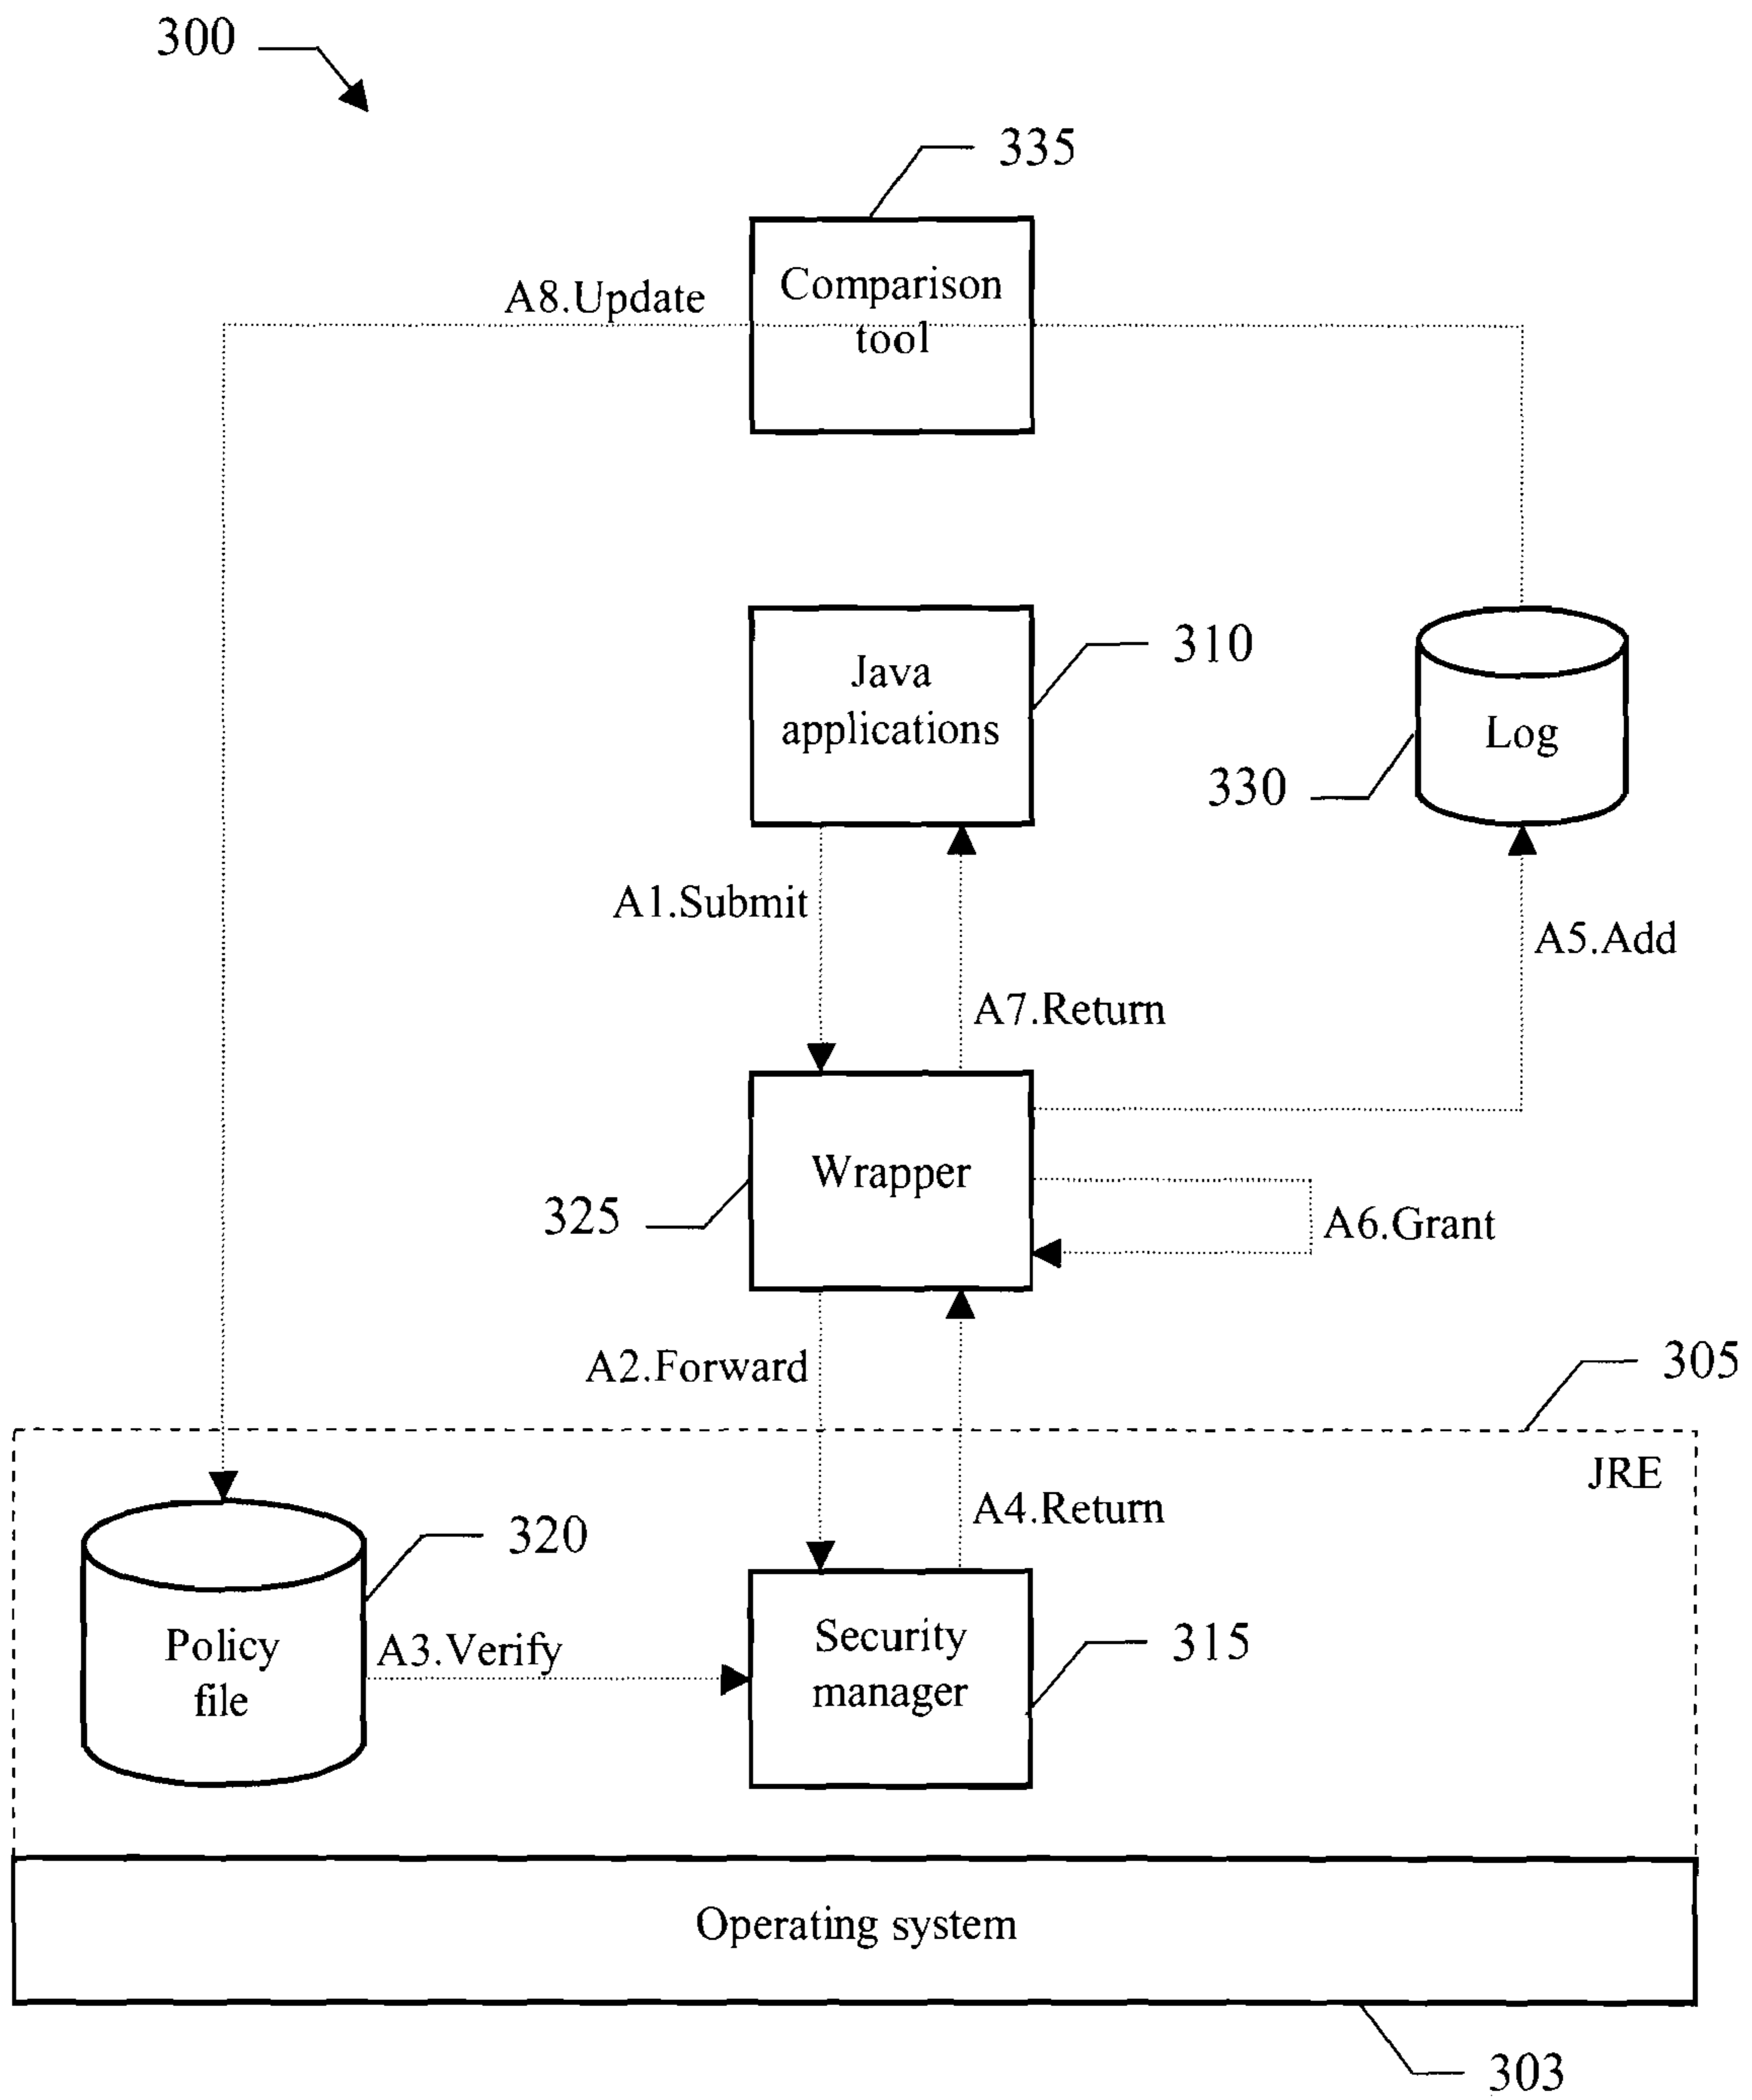 300
335
Comparison
tool
A8.Update
Java
applications
310
Log
330
A1.Submit
A5.Add
A7.Return
Wrapper
325
A6.Grant
A2.Forward
305
JRE
A4.Return
320
Policy
file
A3.Verify
Security
manager
315
Operating system
303